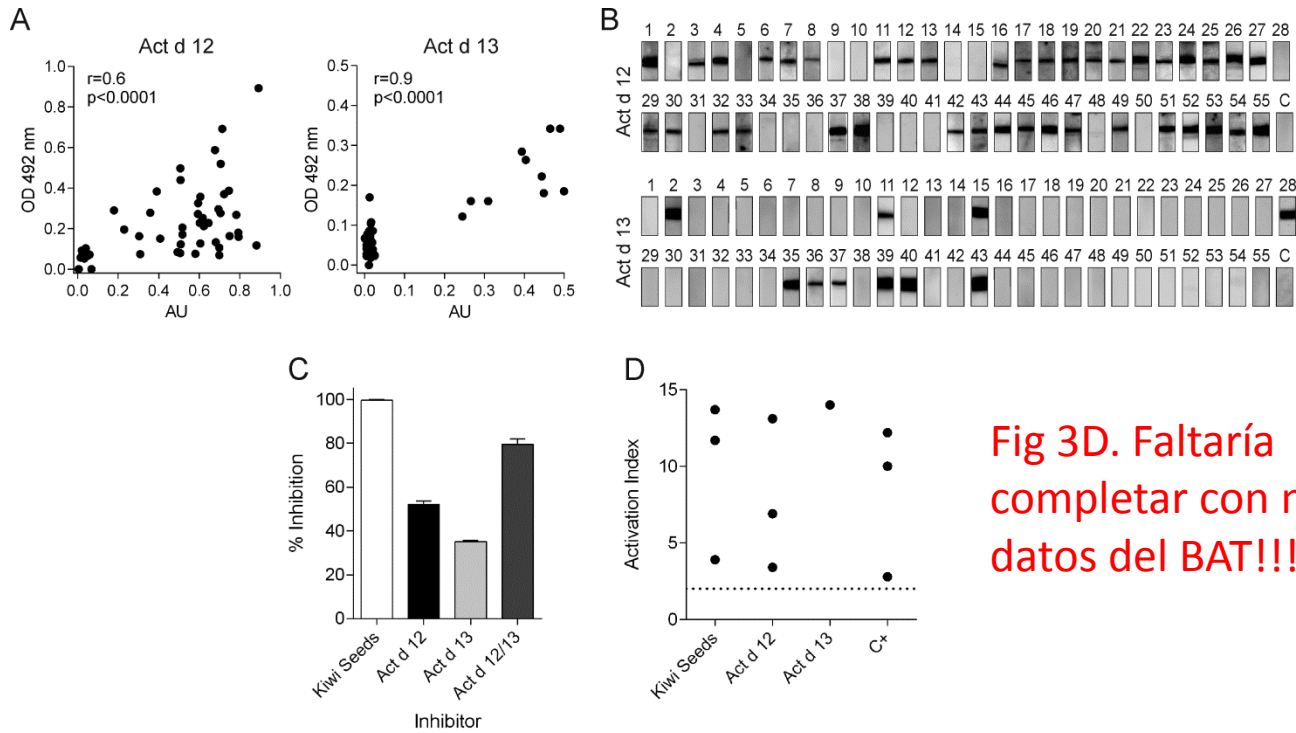 A
B
Act d 12
r=0.6
p<0.0001
OD 492 nm
1.0
0.8
0.6
0.4
0.2
0.0
0.0 0.2 0.4 0.6 0.8 1.0
AU
Act d 13
r=0.9
p<0.0001
OD 492 nm
0.5
0.4
0.3
0.2
0.1
0.0
0.0 0.1 0.2 0.3 0.4 0.5
AU
Act d 12
1 2 3 4 5 6 7 8 9 10 11 12 13 14 15 16 17 18 19 20 40 22 23 24 25 26 27 28
29 30 31 32 33 34 35 36 37 38 39 40 41 42 43 44 45 46 47 48 49 50 51 52 53 54 55 C
Act d 13
1 2 3 4 5 6 7 8 9 10 11 12 13 14 15 16 17 18 19 20 21 22 23 24 25 26 27 28
29 30 31 32 33 34 35 36 37 38 39 40 41 42 43 44 45 46 47 48 49 50 51 52 53 54 55 C
C
% Inhibition
100
80
60
40
20
0
Kiwi Seeds
Act d 12
Act d 13
Act d 12/13
Inhibitor
D
Activation Index
15
10
5
0
Kiwi Seeds
Act d 12
Act d 13
C+
Fig 3D. Faltaría
completar con
datos del BAT!!!